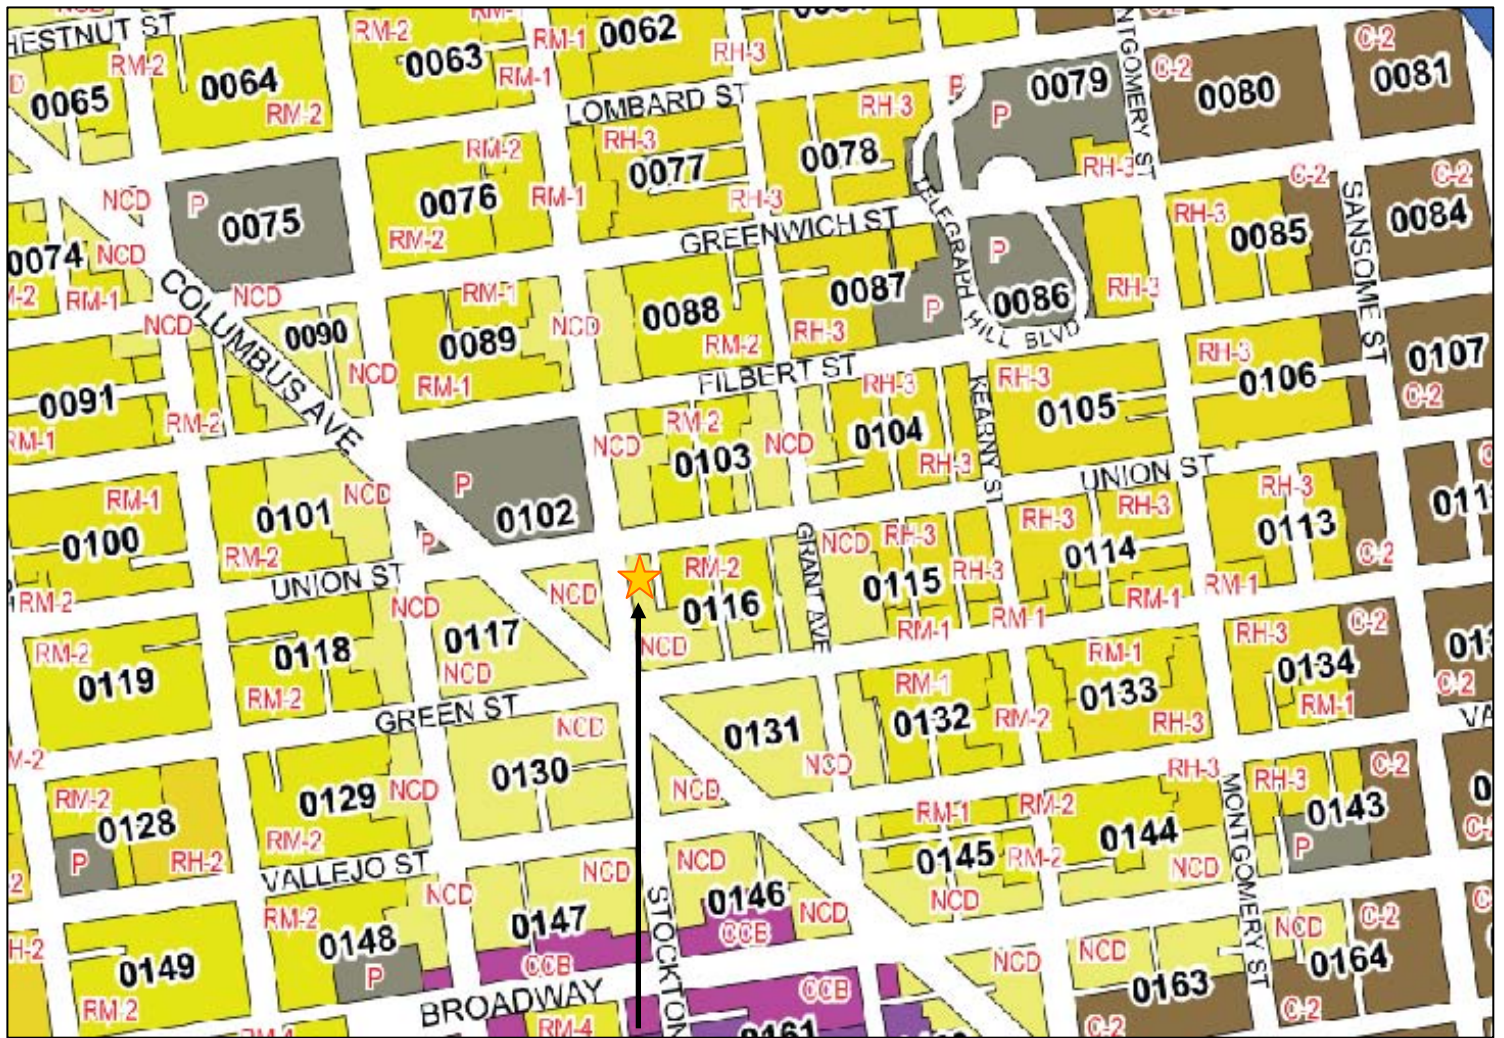 HESTNUT ST
RM-2
0065
0064
RM-2
RM-2
0063
RM-1
RM-1
0062
RH-3
LOMBARD ST
RH-3
0077
RH-3
RH-3
0078
P
P
0079
RH-3
C-2
0080
C-2
0081
NCD
P
0075
RM-2
0076
RM-2
RM-1
GREENWICH ST
TELEGRAPH HILL BLVD
P
0086
RH-3
RH-3
0085
C-2
SANSOME ST
C-2
0084
0074
NCD
RM-1
NCD
NCD
COLUMBUS AVE
0090
NCD
RM-1
0089
RM-1
NCD
0088
RM-2
0087
RH-3
P
FILBERT ST
0091
RM-1
RM-2
NCD
RM-2
0103
NCD
RH-3
0104
RH-3
KEARNY ST
RH-3
0105
RH-3
0106
0107
C-2
UNION ST
RM-1
0100
RM-2
0101
RM-2
NCD
P
P
0102
UNION ST
NCD
RM-2
0116
NCD
GRANT AVE
NCD
RH-3
0115
RM-1
RH-3
RM-1
RH-3
0114
RH-3
RM-1
RH-3
0113
RM-1
C-2
RM-2
0119
0118
RM-2
NCD
0117
NCD
GREEN ST
NCD
0130
0131
NCD
NCD
RM-1
0132
RM-2
RM-1
0133
RH-3
RH-3
0134
RM-1
C-2
C-2
RM-2
0128
P
RH-2
0129
RM-2
NCD
VALLEJO ST
RM-1
RM-2
0145
RM-2
NCD
RH-3
0144
NCD
MONTGOMERY ST
RH-3
0143
P
C-2
0149
RM-2
RM-2
0148
P
NCD
NCD
0147
CCB
NCD
0146
CCB
NCD
STOCKTON
BROADWAY
RM-4
CCB
0161
NCD
NCD
0163
C-2
NCD
0164
C-2
C-2